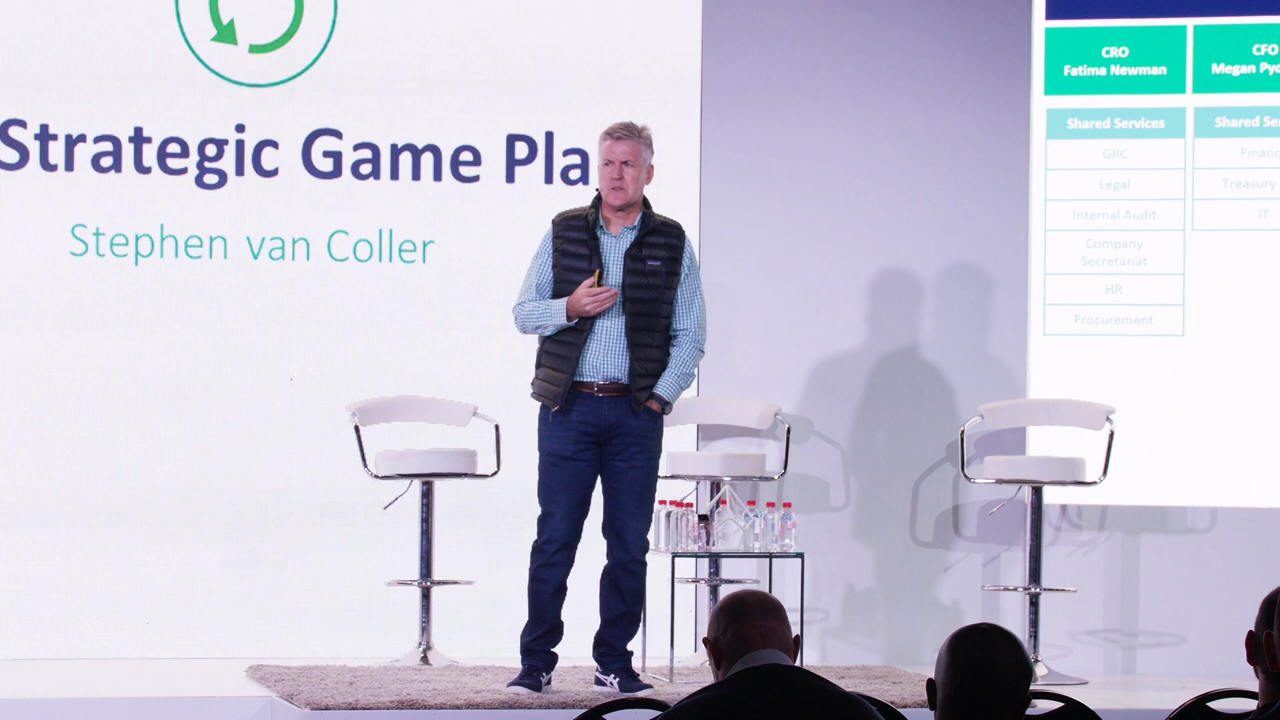 Strategic Game Pla
Stephen van Coller
CRO
Fatima Newman
Shared Services
GRC
Legal
Internal Audit
Company
Secretariat
HR
Procurement
CFO
Megan Pyd
Shared Se
Financ
Treasury
IT